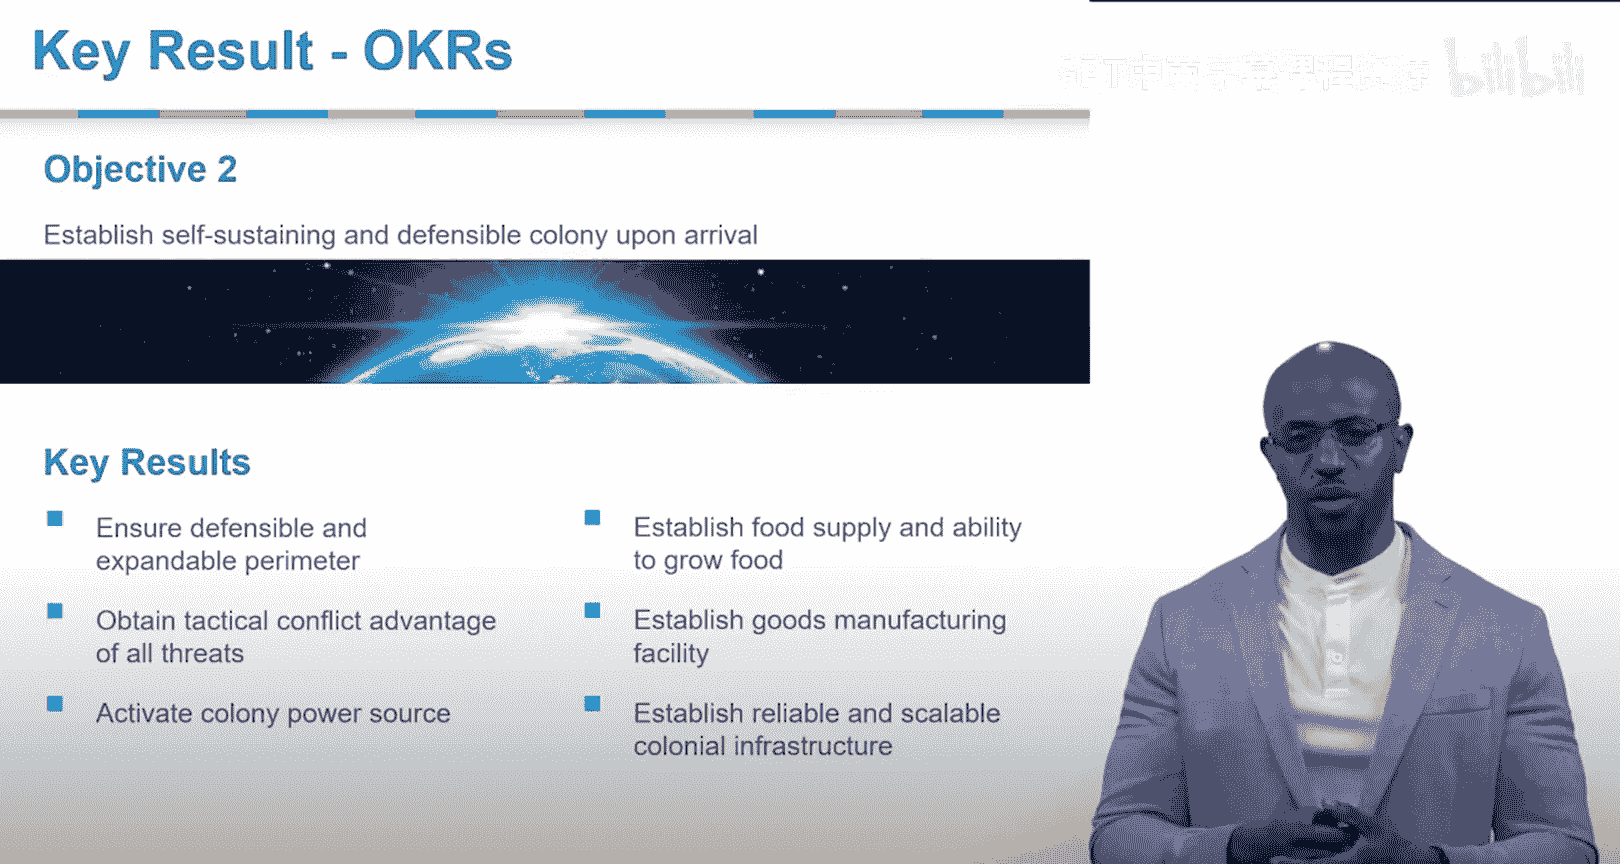 Key Result - OKRs
Objective 2
Establish self-sustaining and defensible colony upon arrival
Key Results
Ensure defensible and
expandable perimeter
Obtain tactical conflict advantage
of all threats
Activate colony power source
Establish food supply and ability
to grow food
Establish goods manufacturing
facility
Establish reliable and scalable
colonial infrastructure
bilibili